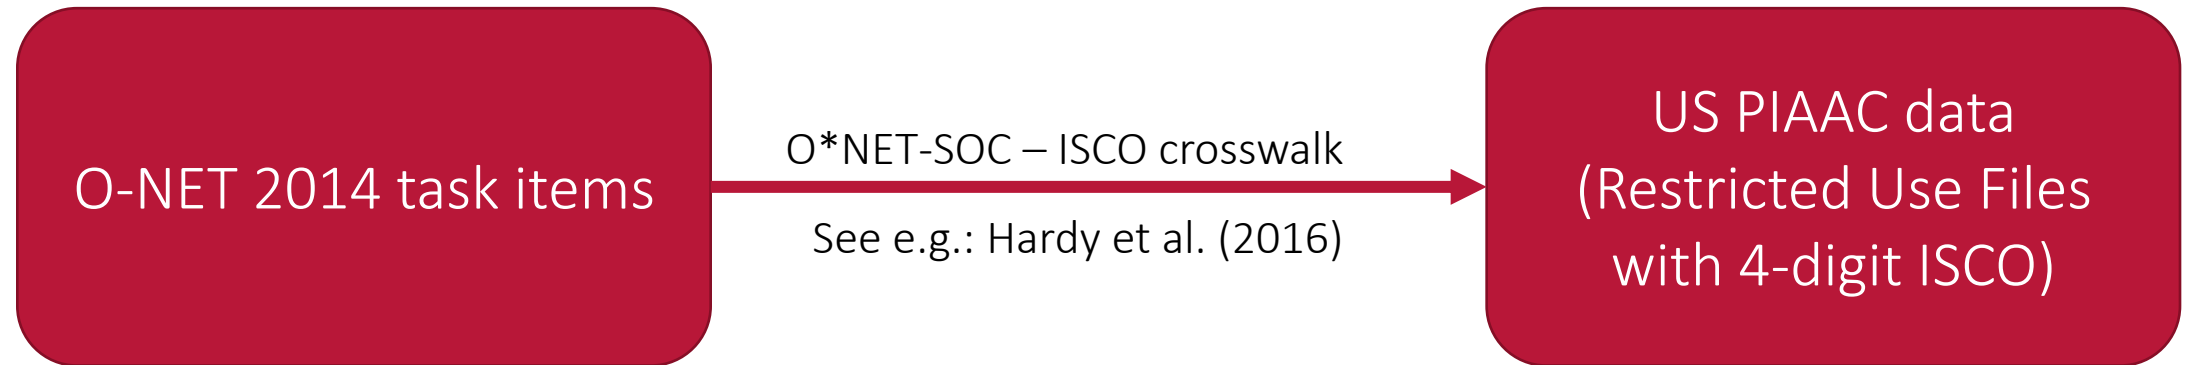 O-NET 2014 task items
O*NET-SOC – ISCO crosswalk
See e.g.: Hardy et al. (2016)
US PIAAC data
(Restricted Use Files
with 4-digit ISCO)